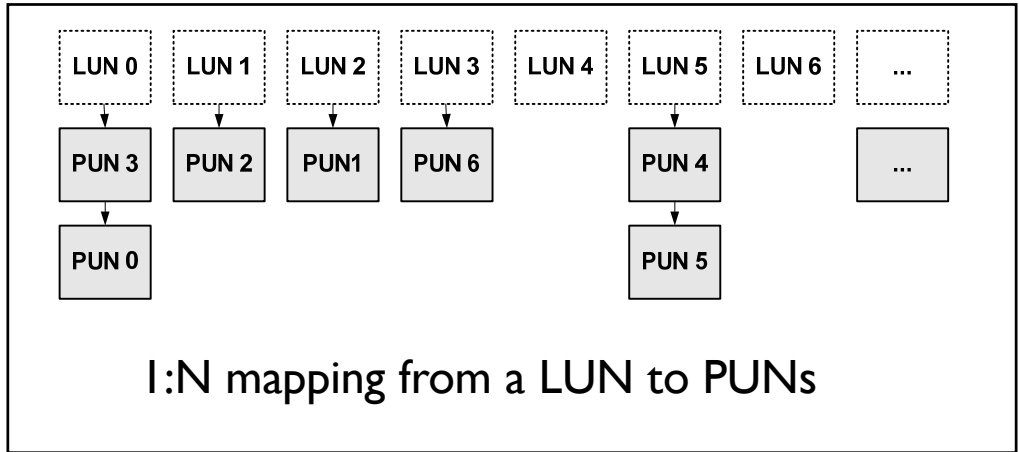 LUN 0 LUN 1 LUN 2 LUN 3 LUN 4 LUN 5 LUN 6 ...
PUN 3 PUN 2 PUN1 PUN 6 PUN 4 ...
PUN 0 PUN 5
1:N mapping from a LUN to PUNs